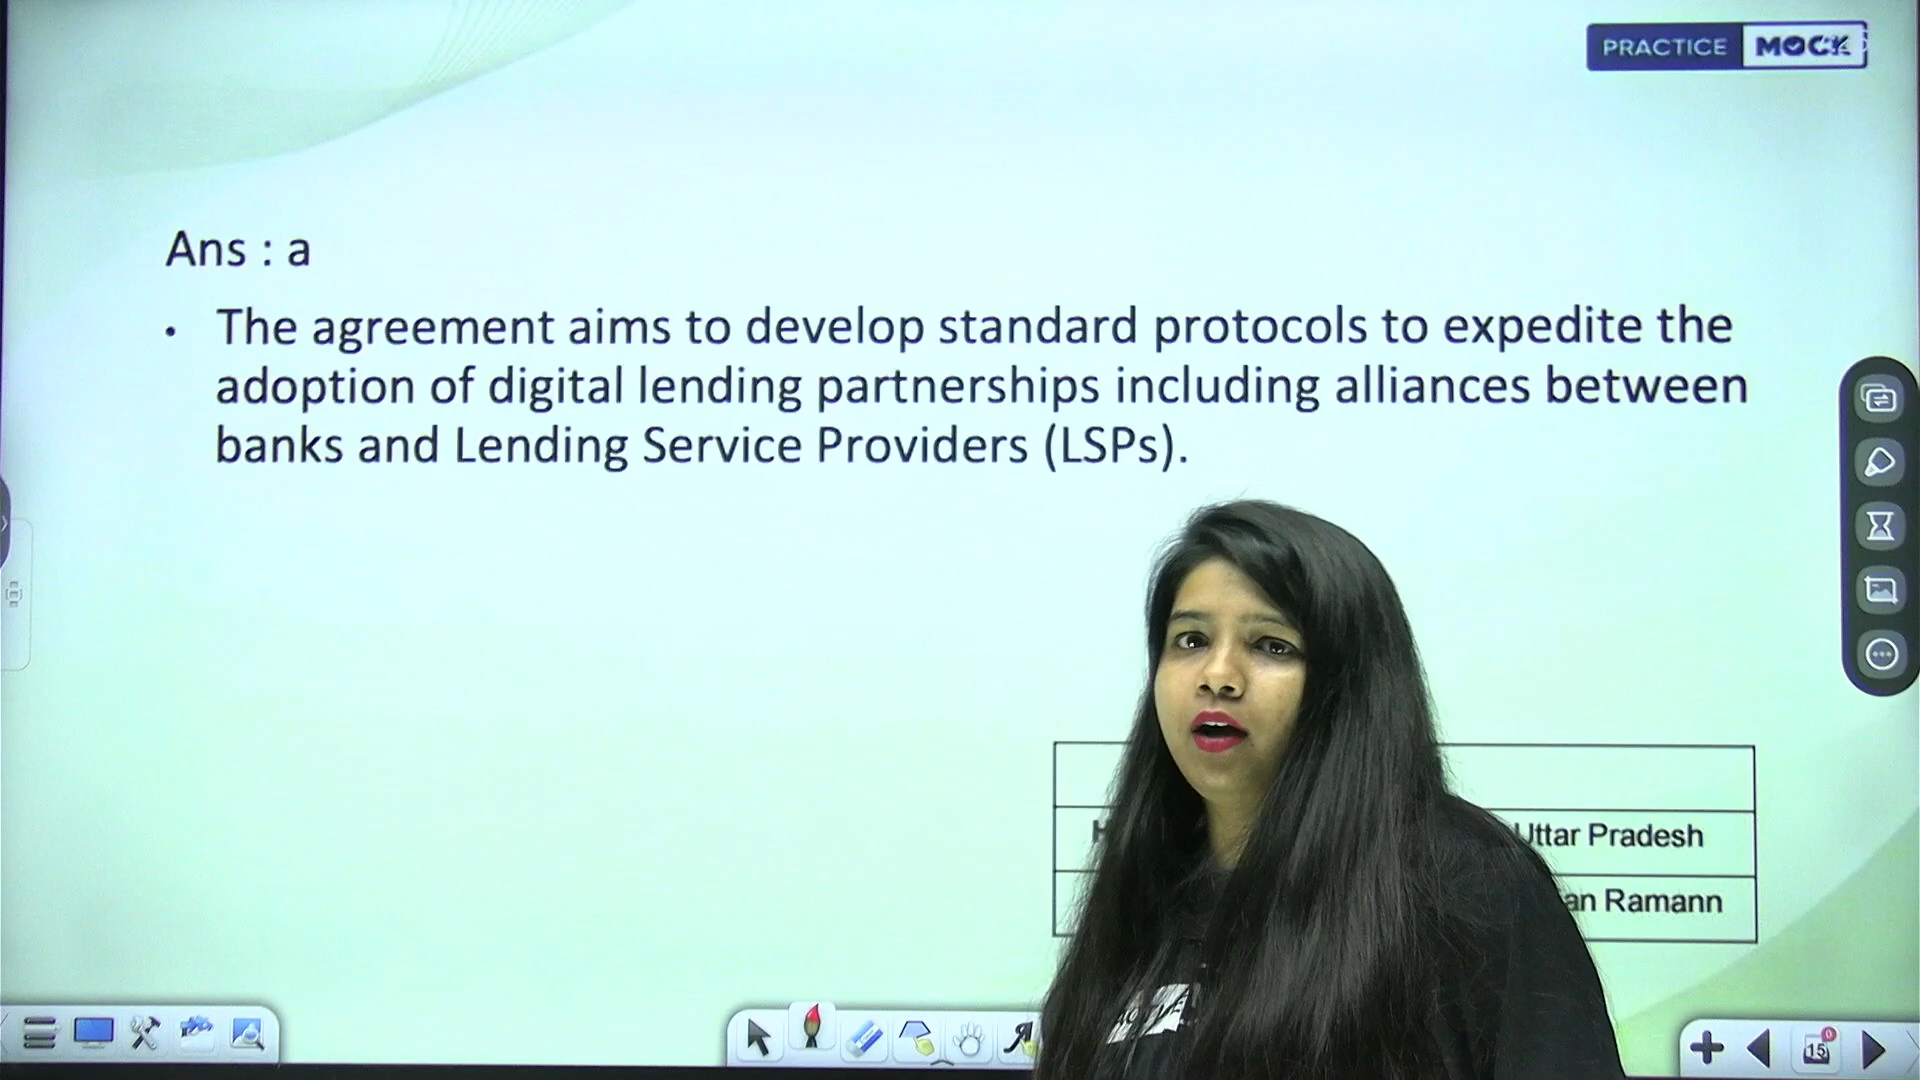 PRACTICE MOCK
Ans : a
• The agreement aims to develop standard protocols to expedite the
adoption of digital lending partnerships including alliances between
banks and Lending Service Providers (LSPs).
Uttar Pradesh
Ramann
15
0